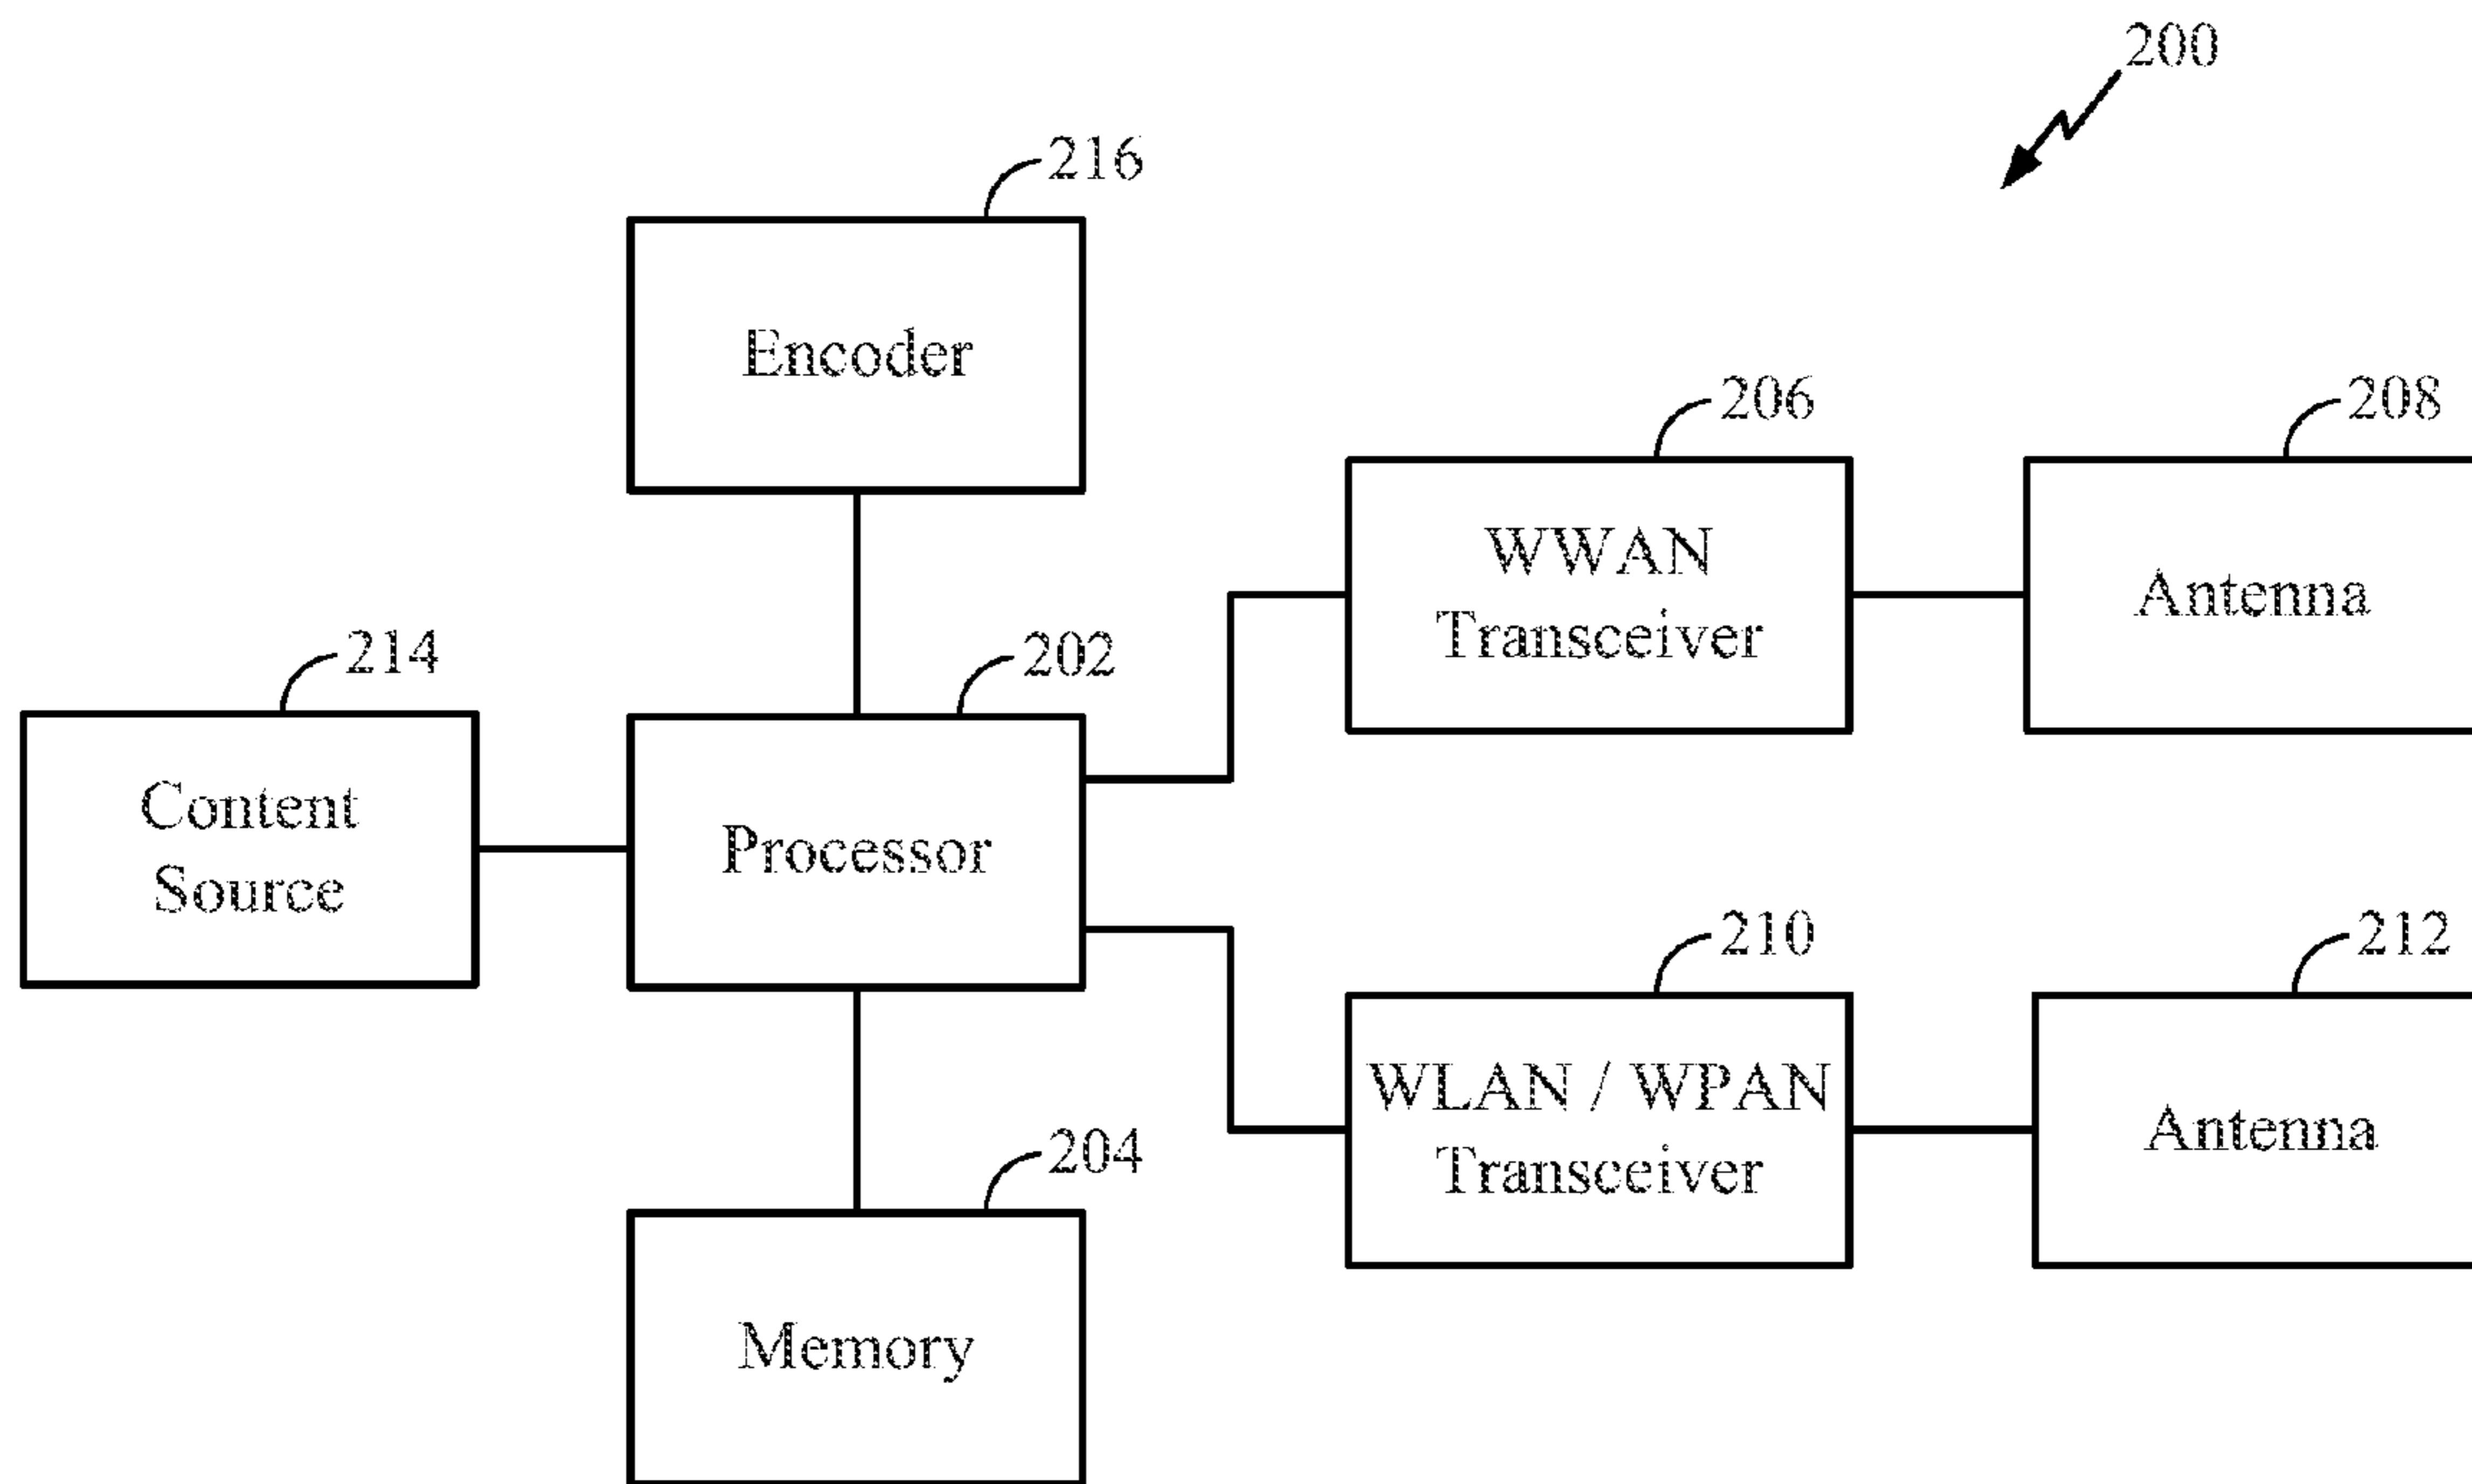 200
216
Encoder
206
208
WWAN
Transceiver
Antenna
214
202
Content
Source
Processor
210
212
WLAN / WPAN
Transceiver
Antenna
204
Memory